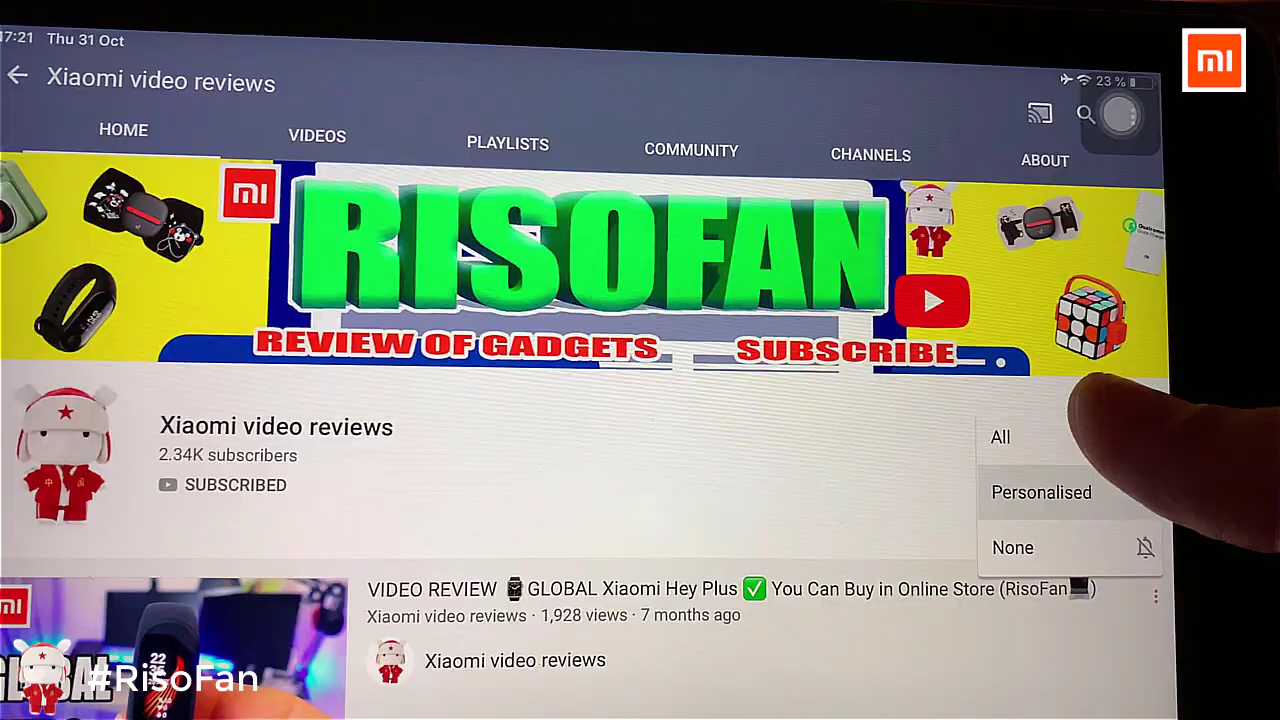 17:21 Thu 31 Oct
23 %
Xiaomi video reviews
HOME VIDEOS PLAYLISTS COMMUNITY CHANNELS ABOUT
RISOFAN
REVIEW OF GADGETS SUBSCRIBE
Xiaomi video reviews
2.34K subscribers
SUBSCRIBED
All
Personalised
None
VIDEO REVIEW ⌚GLOBAL Xiaomi Hey Plus ✅ You Can Buy in Online Store (RisoFan💻)
Xiaomi video reviews · 1,928 views · 7 months ago
Xiaomi video reviews
#RisoFan